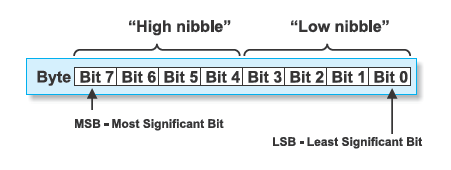 “High nibble” “Low nibble”
Byte Bit 7 Bit 6 Bit 5 Bit 4 Bit 3 Bit 2 Bit 1 Bit 0
MSB - Most Significant Bit
LSB - Least Significant Bit